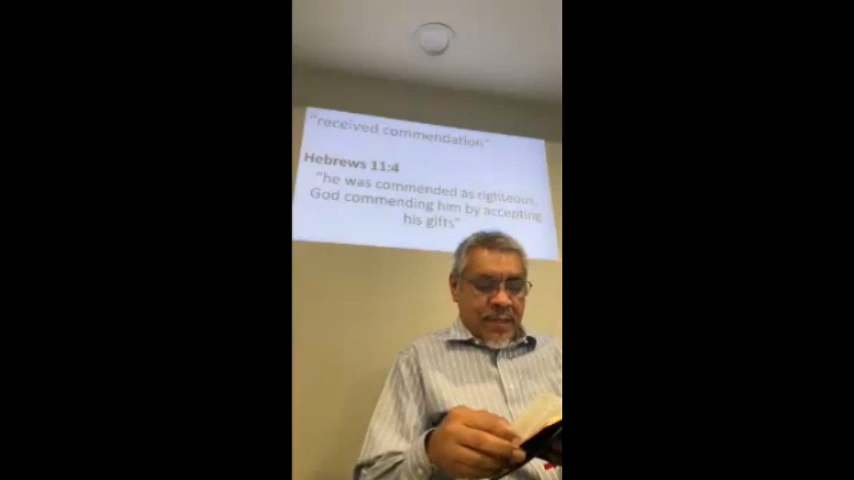 "received commendation"
Hebrews 11:4
"he was commended as righteous,
God commending him by accepting
his gifts"